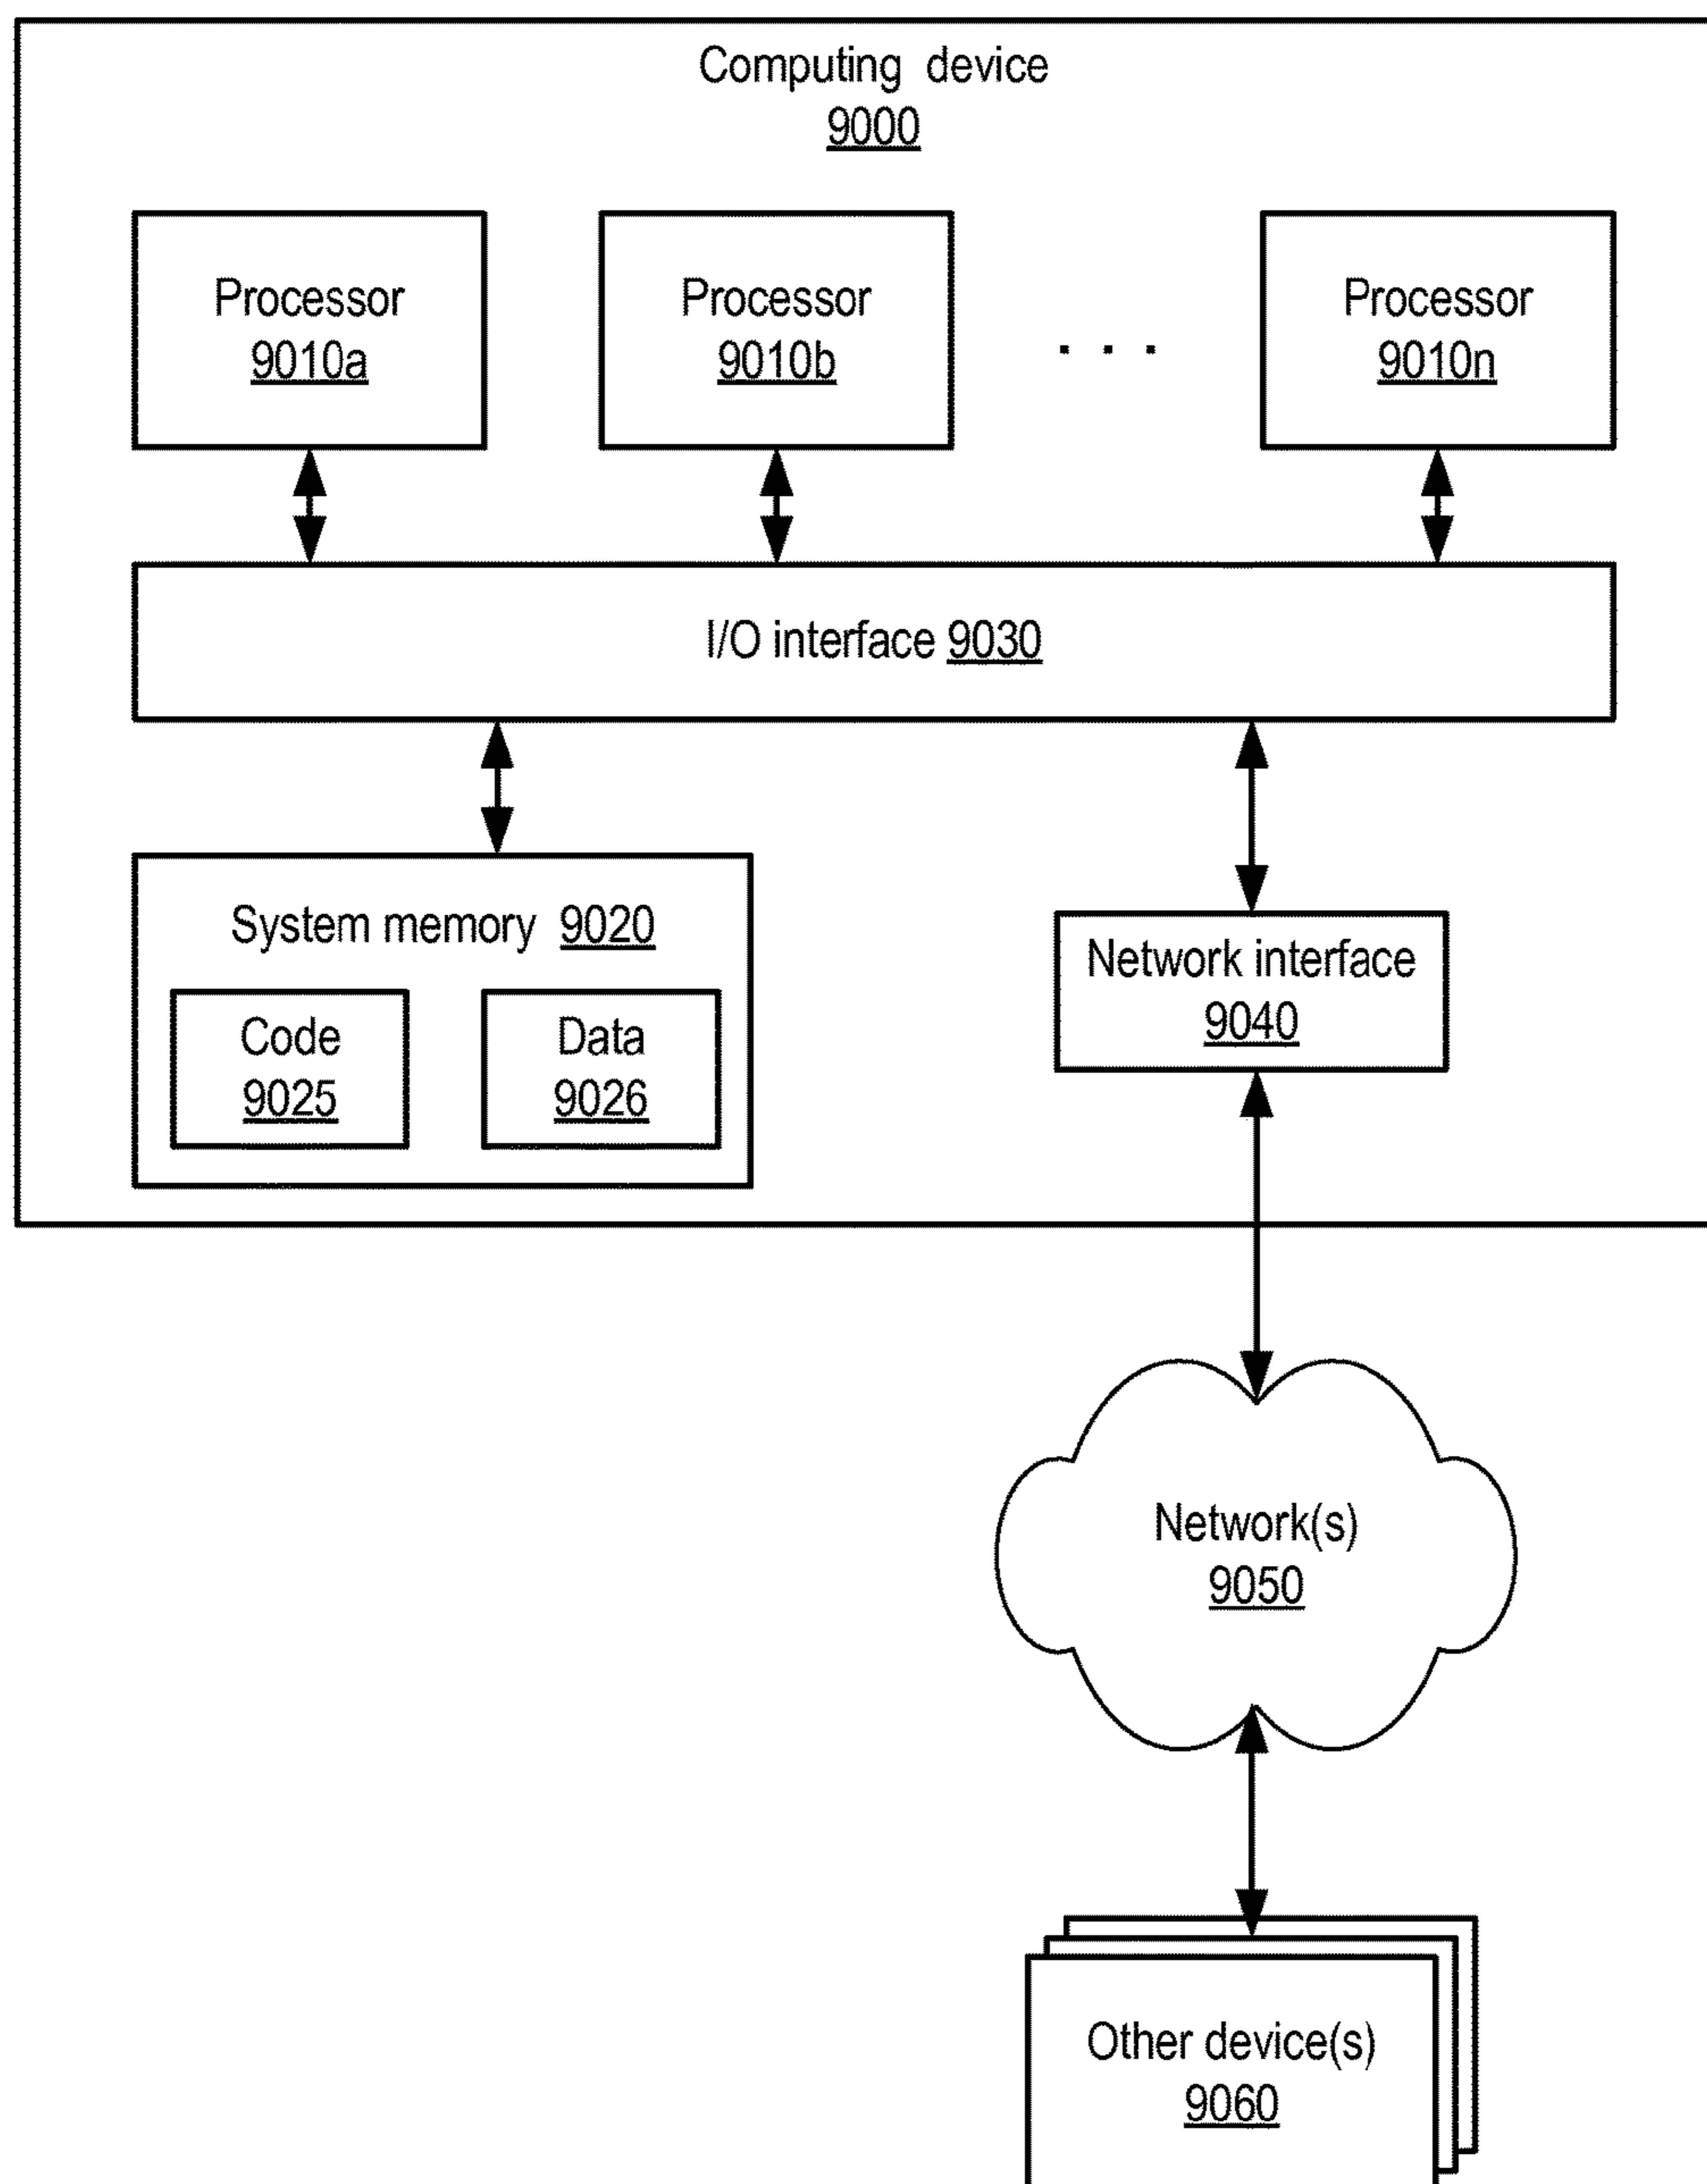 Computing device
9000
Processor
9010a
Processor
9010b
. . .
Processor
9010n
I/O interface 9030
System memory 9020
Code
9025
Data
9026
Network interface
9040
Network(s)
9050
Other device(s)
9060